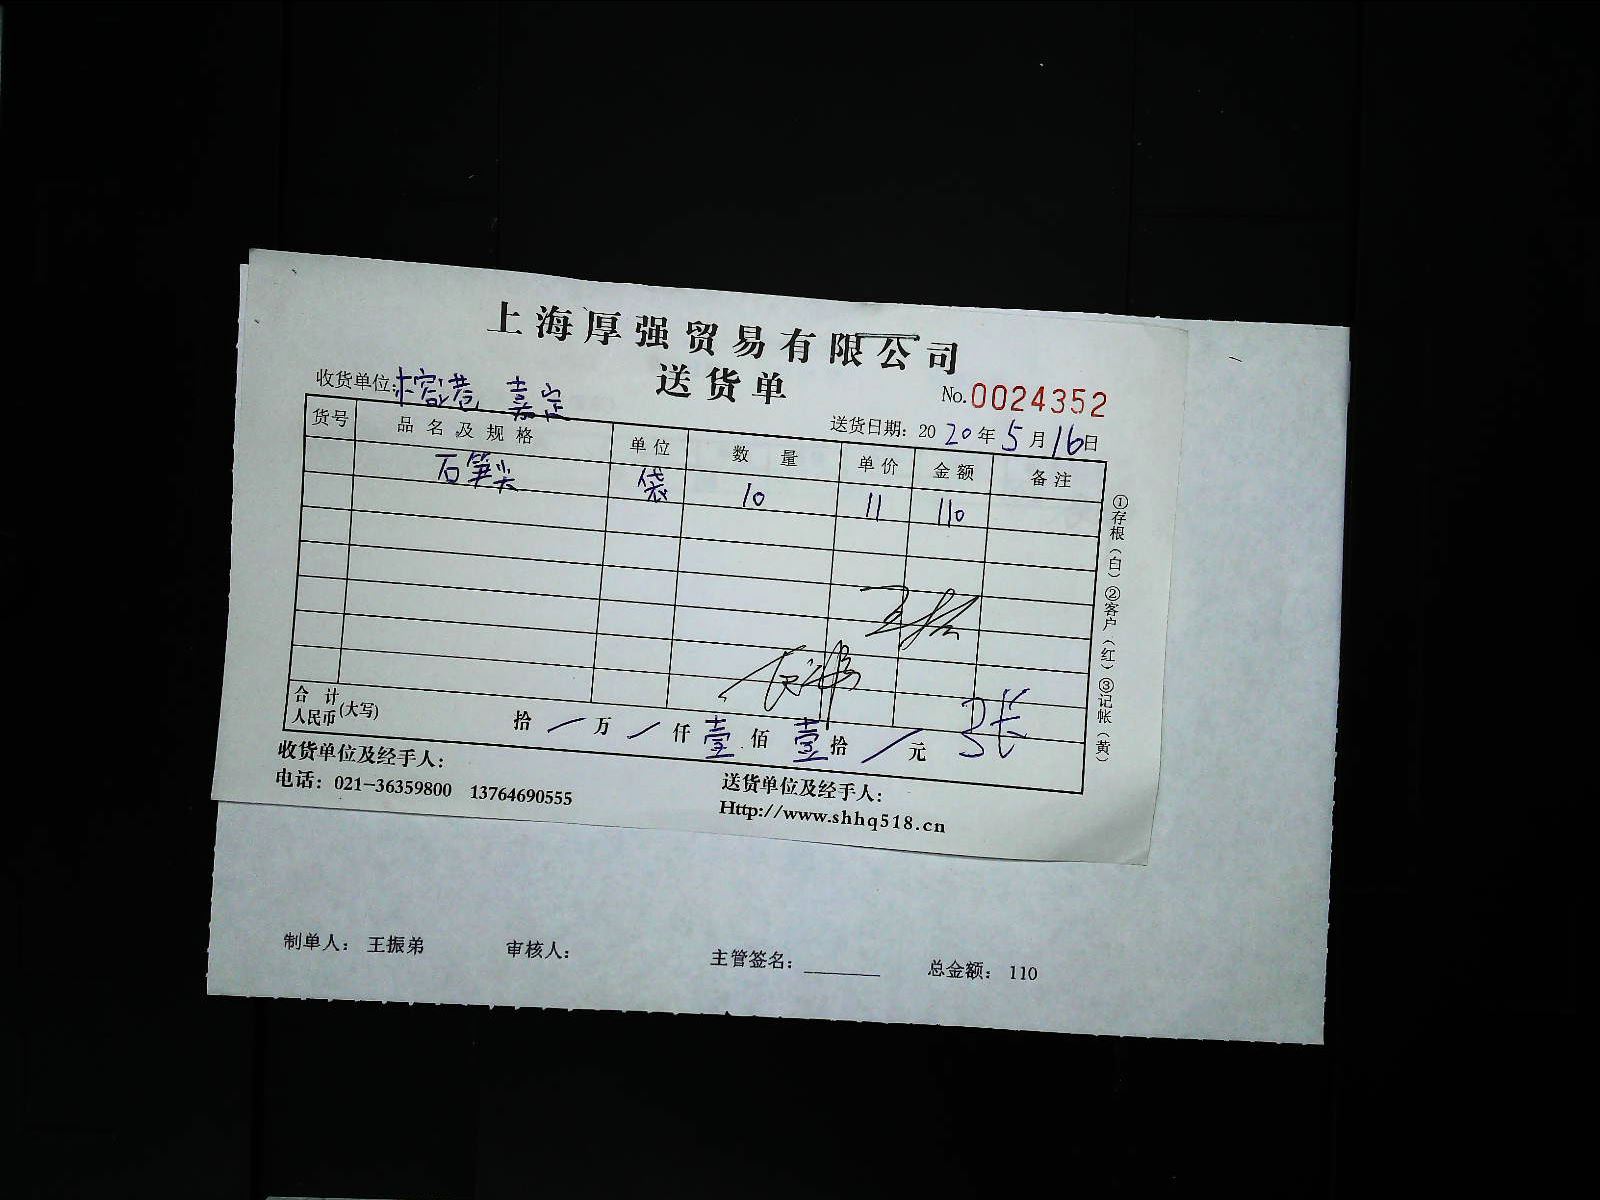 上海厚强贸易有限公司
送货单
No.0024352
收货单位:榕港 嘉定
送货日期: 2020年5月16日
货号 品名及规格 单位 数量 单价 金额 备注
石笋尖 袋 10 11 110
合计
人民币(大写) 拾/万/仟壹佰壹拾/元
①存根(白)②客户(红)③记帐(黄)
收货单位及经手人:
送货单位及经手人:
电话: 021-36359800 13764690555
Http://www.shhq518.cn
制单人: 王振弟 审核人: 主管签名:________ 总金额: 110